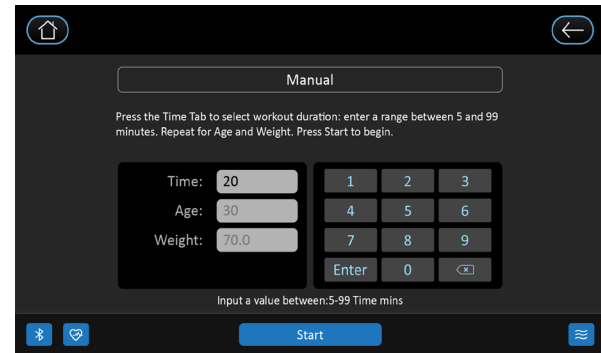 Manual
Press the Time Tab to select workout duration: enter a range between 5 and 99
minutes. Repeat for Age and Weight. Press Start to begin.
Time: 20
Age: 30
Weight: 70.0
1 2 3
4 5 6
7 8 9
Enter 0
Input a value between:5-99 Time mins
Start